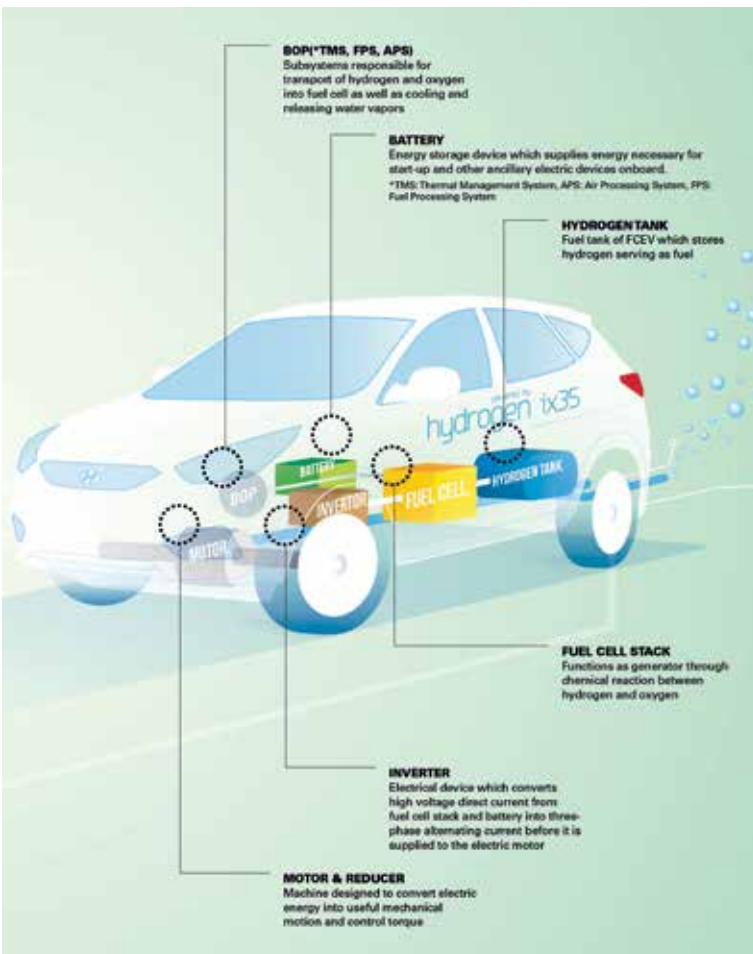 BOP(*TMS, FPS, APS)
Subsystems responsible for
transport of hydrogen and oxygen
into fuel cell as well as cooling and
releasing water vapors
BATTERY
Energy storage device which supplies energy necessary for
start-up and other ancillary electric devices onboard.
*TMS: Thermal Management System, APS: Air Processing System, FPS:
Fuel Processing System
HYDROGEN TANK
Fuel tank of FCEV which stores
hydrogen serving as fuel
powered by
hydrogen ix35
BATTERY
BOP
INVERTOR
FUEL CELL
HYDROGEN TANK
MOTOR
FUEL CELL STACK
Functions as generator through
chemical reaction between
hydrogen and oxygen
INVERTER
Electrical device which converts
high voltage direct current from
fuel cell stack and battery into three-
phase alternating current before it is
supplied to the electric motor
MOTOR & REDUCER
Machine designed to convert electric
energy into useful mechanical
motion and control torque